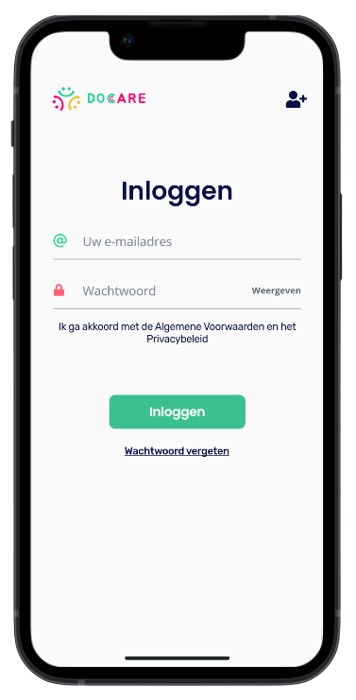 DOCARE
Inloggen
Uw e-mailadres
Wachtwoord Weergeven
Ik ga akkoord met de Algemene Voorwaarden en het
Privacybeleid
Inloggen
Wachtwoord vergeten